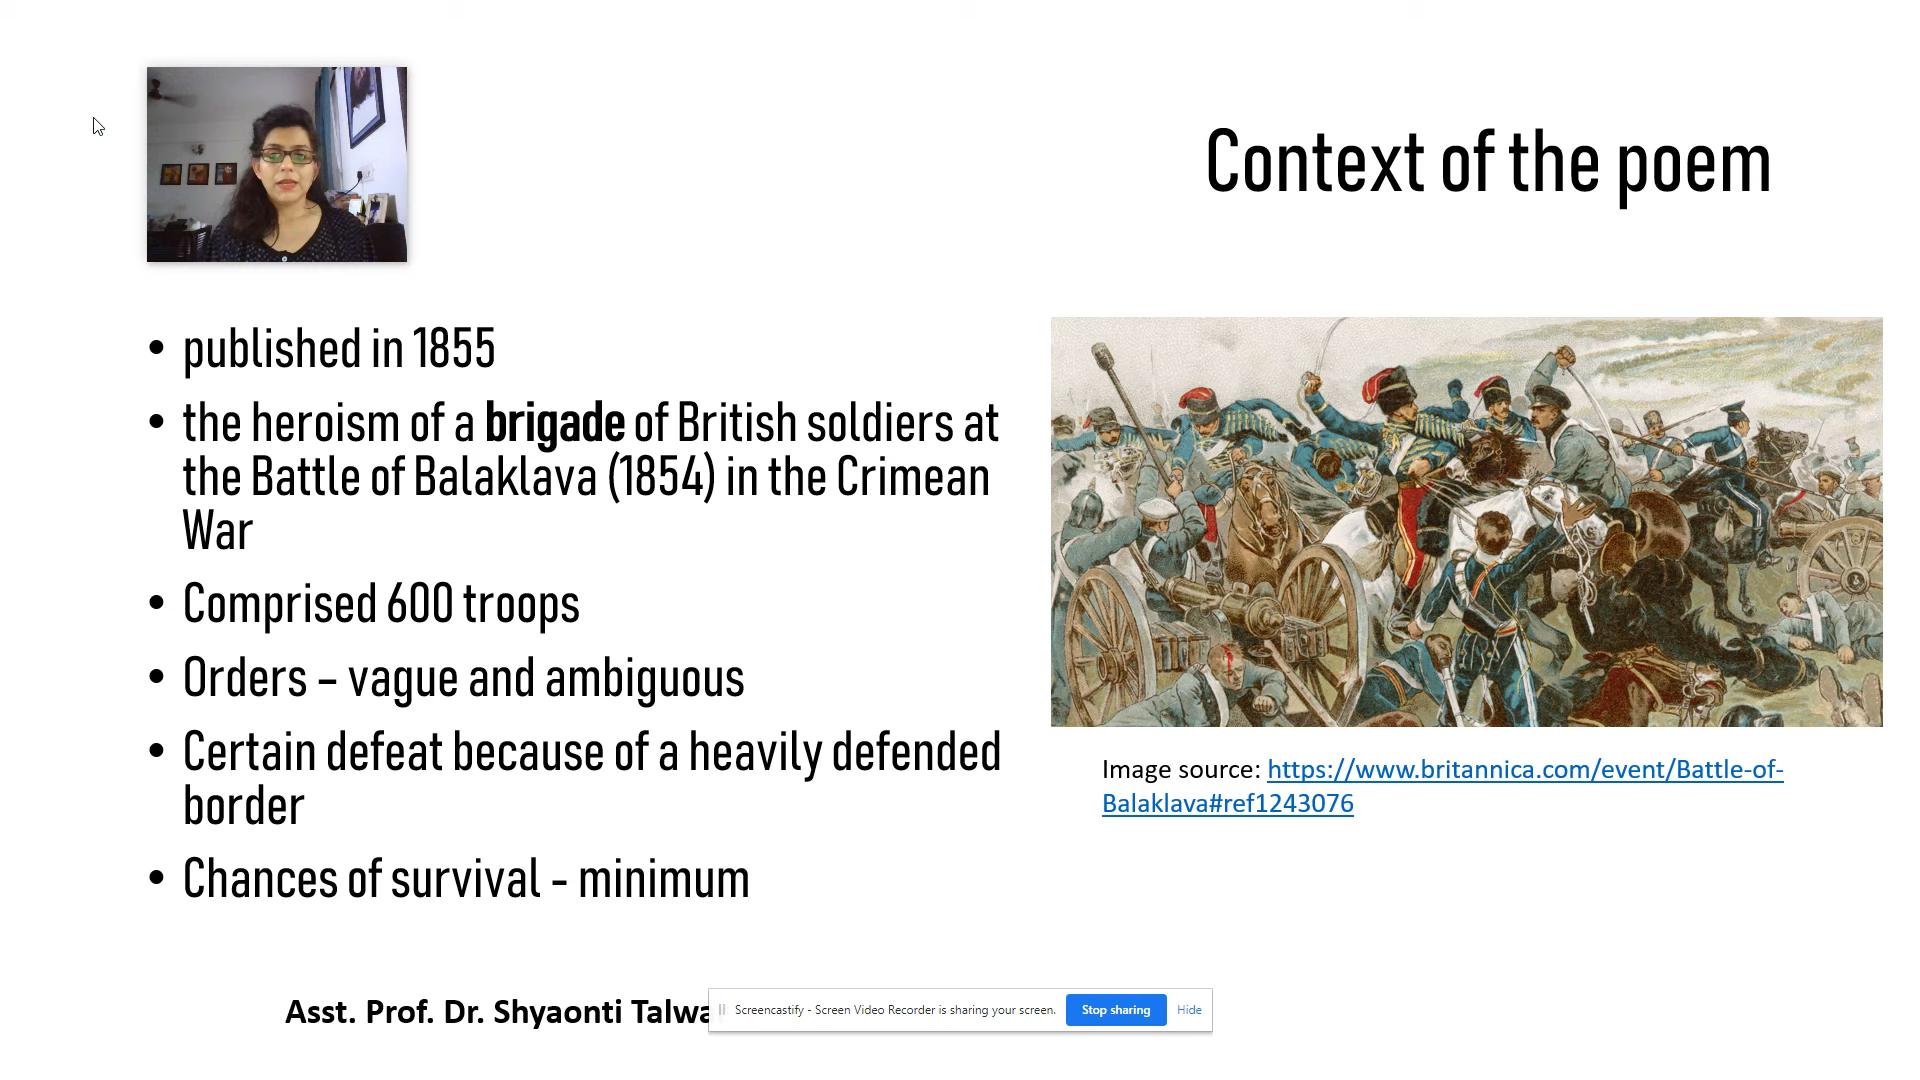 Context of the poem
• published in 1855
• the heroism of a brigade of British soldiers at
the Battle of Balaklava (1854) in the Crimean
War
• Comprised 600 troops
• Orders – vague and ambiguous
• Certain defeat because of a heavily defended
border
• Chances of survival - minimum
Image source: https://www.britannica.com/event/Battle-of-
Balaklava#ref1243076
Asst. Prof. Dr. Shyaonti Talwa
Screencastify - Screen Video Recorder is sharing your screen. Stop sharing Hide